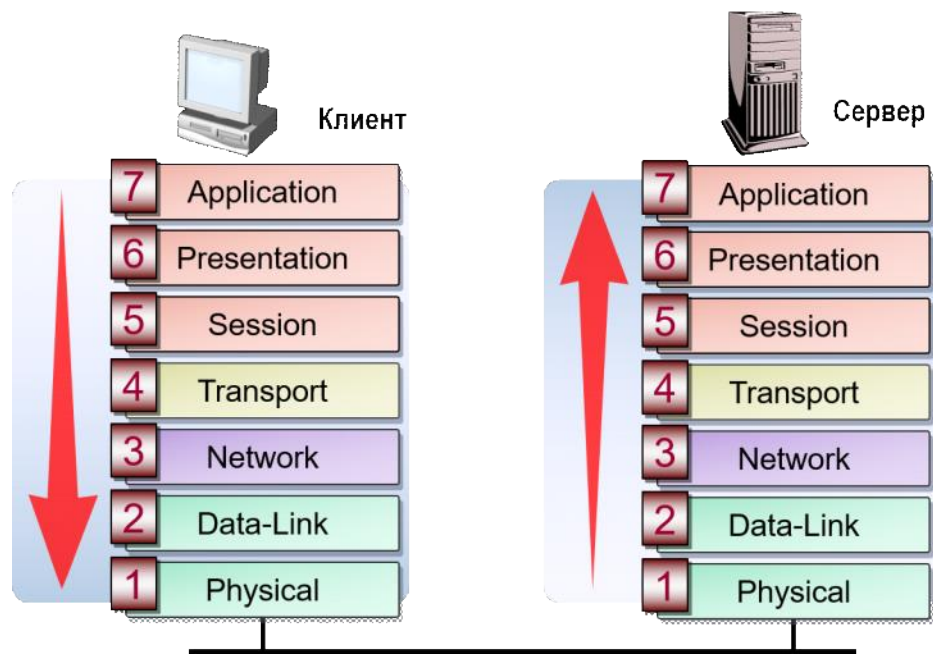 Клиент
7 Application
6 Presentation
5 Session
4 Transport
3 Network
2 Data-Link
1 Physical
Сервер
7 Application
6 Presentation
5 Session
4 Transport
3 Network
2 Data-Link
1 Physical